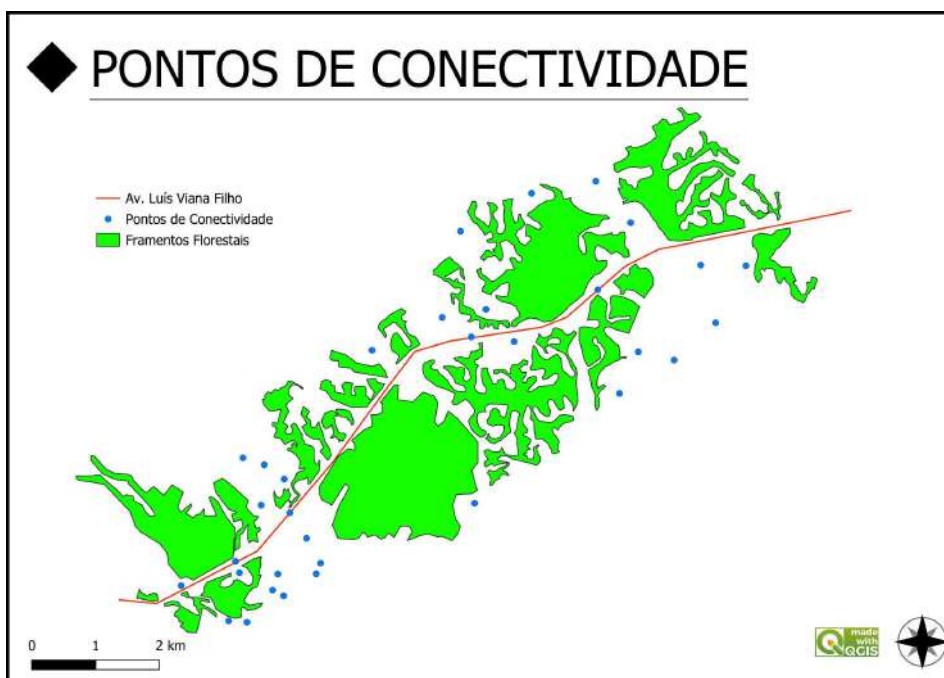 PONTOS DE CONECTIVIDADE
Av. Luís Viana Filho
Pontos de Conectividade
Framentos Florestais
0 1 2 km
made
with
QGIS